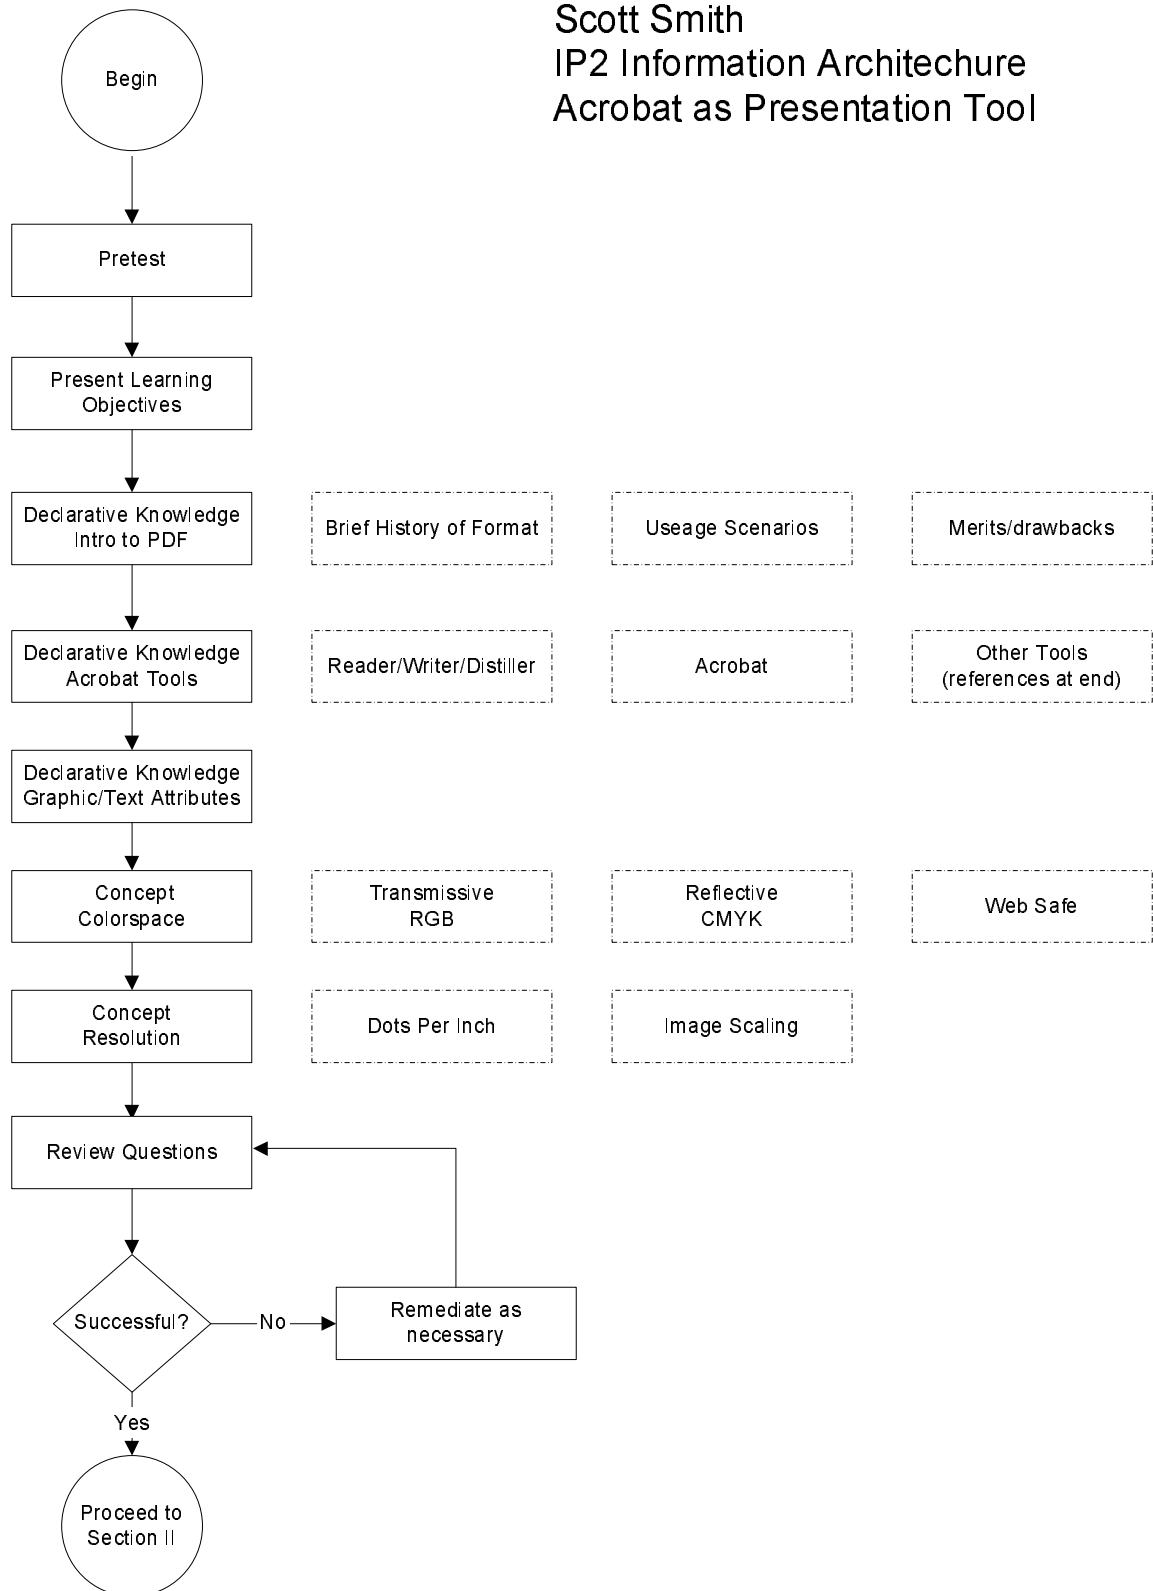 Scott Smith
IP2 Information Architechure
Acrobat as Presentation Tool
Begin
Pretest
Present Learning
Objectives
Declarative Knowledge
Intro to PDF
Brief History of Format
Useage Scenarios
Merits/drawbacks
Declarative Knowledge
Acrobat Tools
Reader/Writer/Distiller
Acrobat
Other Tools
(references at end)
Declarative Knowledge
Graphic/Text Attributes
Concept
Colorspace
Transmissive
RGB
Reflective
CMYK
Web Safe
Concept
Resolution
Dots Per Inch
Image Scaling
Review Questions
Successful?
No
Remediate as
necessary
Yes
Proceed to
Section II